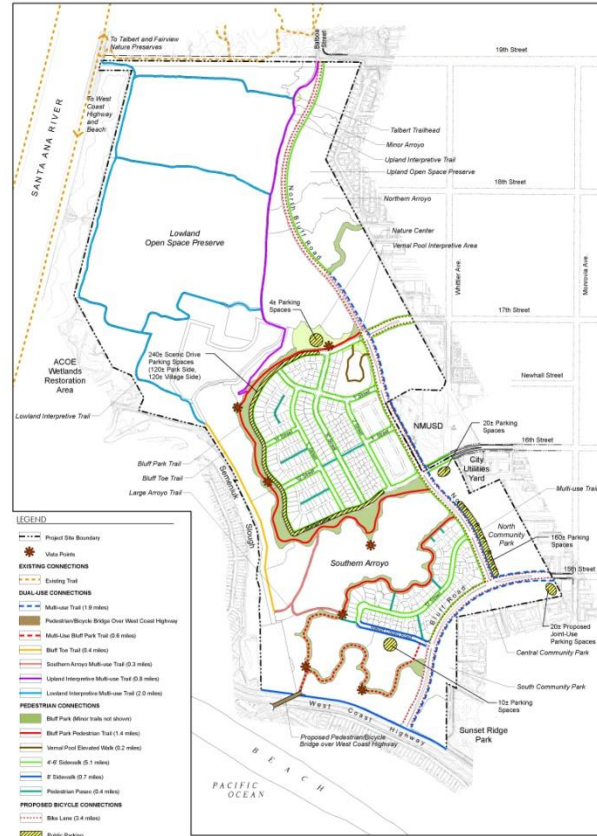 To Talbert and Fairview
Nature Preserves
Balboa
Street
19th Street
To West
Coast
Highway
and
Beach
SANTA ANA RIVER
Talbert Trailhead
Minor Arroyo
Upland Interpretive Trail
Upland Open Space Preserve
18th Street
Northern Arroyo
North Bluff Road
Lowland
Open Space Preserve
Nature Center
Vernal Pool Interpretive Area
Whittier Ave.
Monrovia Ave.
4± Parking
Spaces
17th Street
240± Scenic Drive
Parking Spaces
(120± Park Side,
120± Village Side)
ACOE
Wetlands
Restoration
Area
Newhall Street
Lowland Interpretive Trail
NMUSD
20± Parking
Spaces
16th Street
City
Utilities
Yard
Bluff Park Trail
Bluff Toe Trail
Large Arroyo Trail
Semeniuk
Slough
Multi-use Trail
North
Community
Park
160± Parking
Spaces
Southern Arroyo
15th Street
Bluff Road
20± Proposed
Joint-Use
Parking Spaces
Central Community Park
South Community Park
10± Parking
Spaces
West Coast Highway
Sunset Ridge
Park
Proposed Pedestrian/Bicycle
Bridge over West Coast Highway
BEACH
PACIFIC
OCEAN
LEGEND
Project Site Boundary
Vista Points
EXISTING CONNECTIONS
Existing Trail
DUAL-USE CONNECTIONS
Multi-use Trail (1.9 miles)
Pedestrian/Bicycle Bridge Over West Coast Highway
Multi-Use Bluff Park Trail (0.6 miles)
Bluff Toe Trail (0.4 miles)
Southern Arroyo Multi-use Trail (0.3 miles)
Upland Interpretive Multi-use Trail (0.8 miles)
Lowland Interpretive Multi-use Trail (2.0 miles)
PEDESTRIAN CONNECTIONS
Bluff Park (Minor trails not shown)
Bluff Park Pedestrian Trail (1.4 miles)
Vernal Pool Elevated Walk (0.2 miles)
4'-6' Sidewalk (5.1 miles)
8' Sidewalk (0.7 miles)
Pedestrian Paseo (0.4 miles)
PROPOSED BICYCLE CONNECTIONS
Bike Lane (3.4 miles)
Public Parking